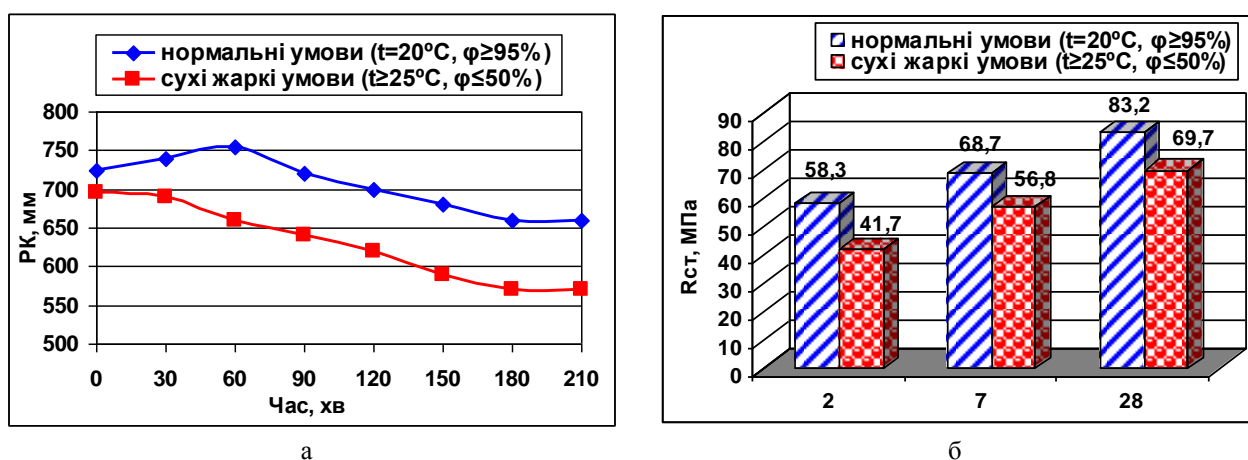 нормальні умови (t=20ºC, φ≥95%)
сухі жаркі умови (t≥25ºC, φ≤50%)
800
750
700
650
600
550
500
РК, мм
0 30 60 90 120 150 180 210
Час, хв
а
нормальні умови (t=20ºC, φ≥95%)
сухі жаркі умови (t≥25ºC, φ≤50%)
90
80
70
60
50
40
30
20
10
0
Rст, МПа
58,3
41,7
68,7
56,8
83,2
69,7
2 7 28
б